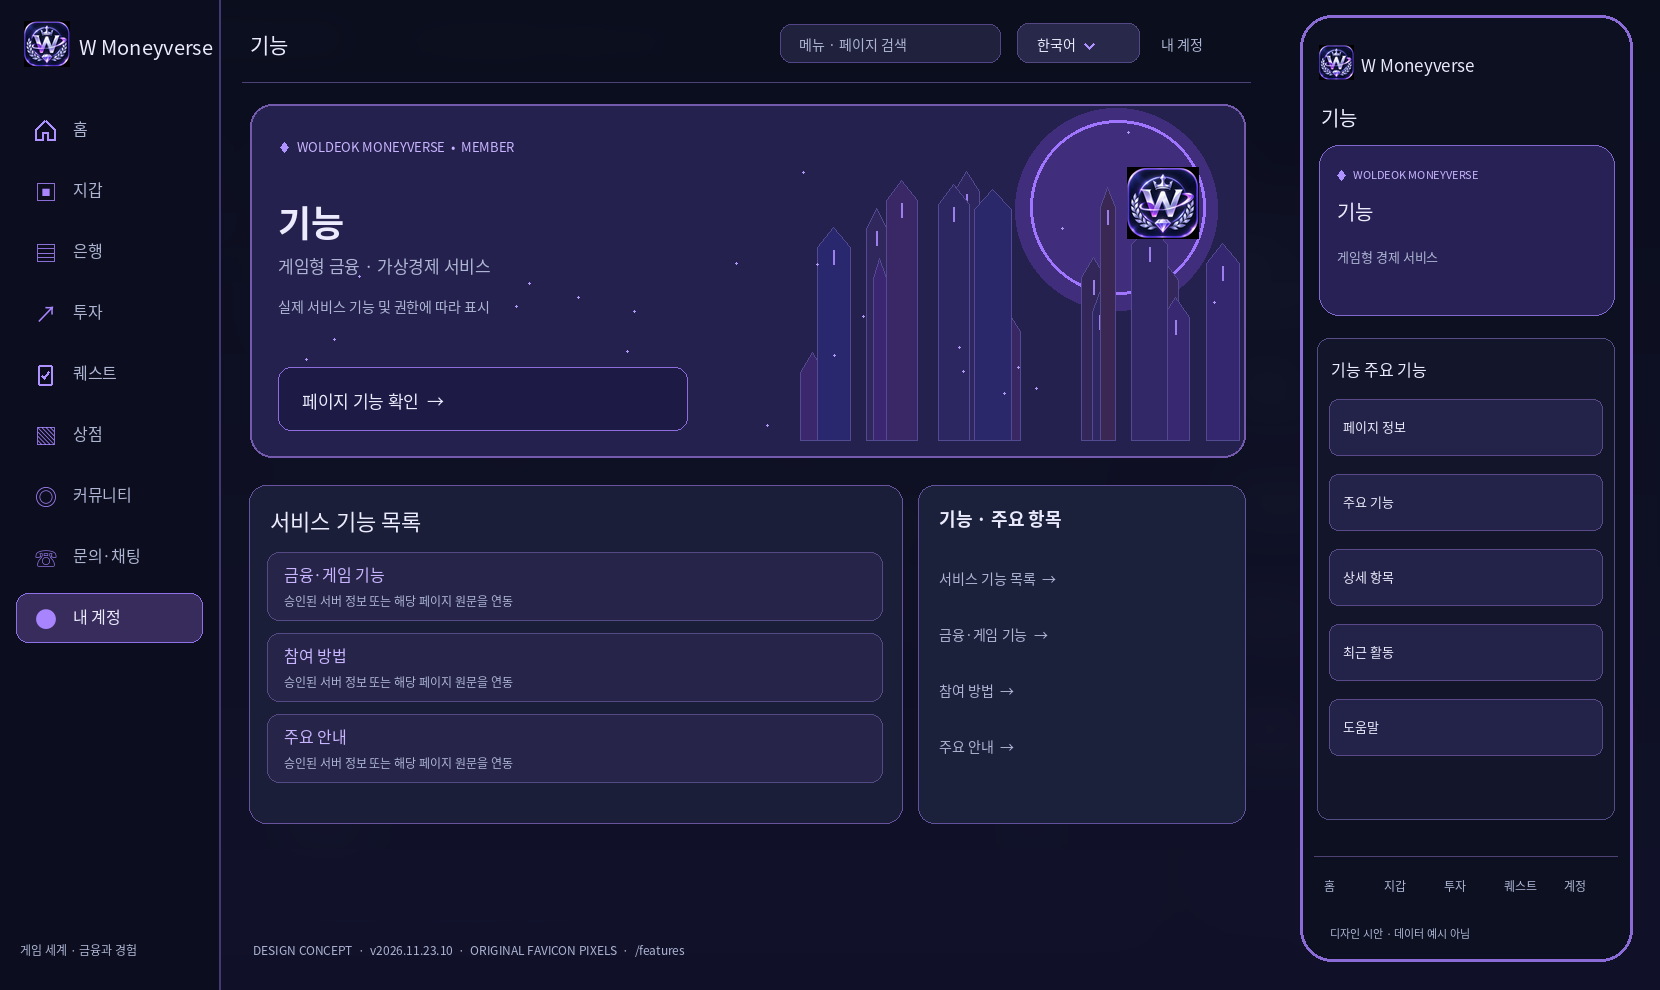 W Moneyverse
홈
지갑
은행
투자
퀘스트
상점
커뮤니티
문의·채팅
내 계정
게임 세계 · 금융과 경험
기능
메뉴 · 페이지 검색
한국어
내 계정
WOLDEOK MONEYVERSE • MEMBER
기능
게임형 금융 · 가상경제 서비스
실제 서비스 기능 및 권한에 따라 표시
페이지 기능 확인 →
W
서비스 기능 목록
금융·게임 기능
승인된 서버 정보 또는 해당 페이지 원문을 연동
참여 방법
승인된 서버 정보 또는 해당 페이지 원문을 연동
주요 안내
승인된 서버 정보 또는 해당 페이지 원문을 연동
기능 · 주요 항목
서비스 기능 목록 →
금융·게임 기능 →
참여 방법 →
주요 안내 →
DESIGN CONCEPT · v2026.11.23.10 · ORIGINAL FAVICON PIXELS · /features
W Moneyverse
기능
WOLDEOK MONEYVERSE
기능
게임형 경제 서비스
기능 주요 기능
페이지 정보
주요 기능
상세 항목
최근 활동
도움말
홈 지갑 투자 퀘스트 계정
디자인 시안 · 데이터 예시 아님